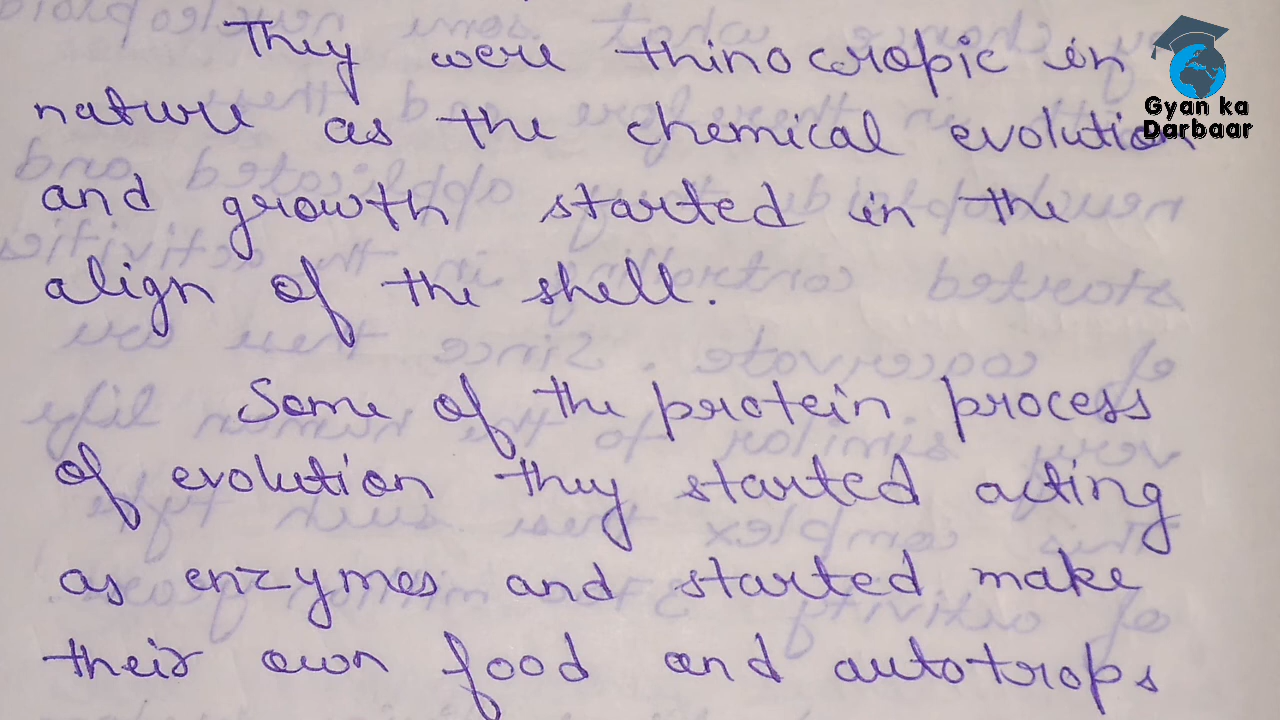 They were thinocropic in
nature as the chemical evolution
and growth started in the
align of the shell.
Some of the protein process
of evolution they started acting
as enzymes and started make
their own food and autotrops
Gyan ka
Darbaar